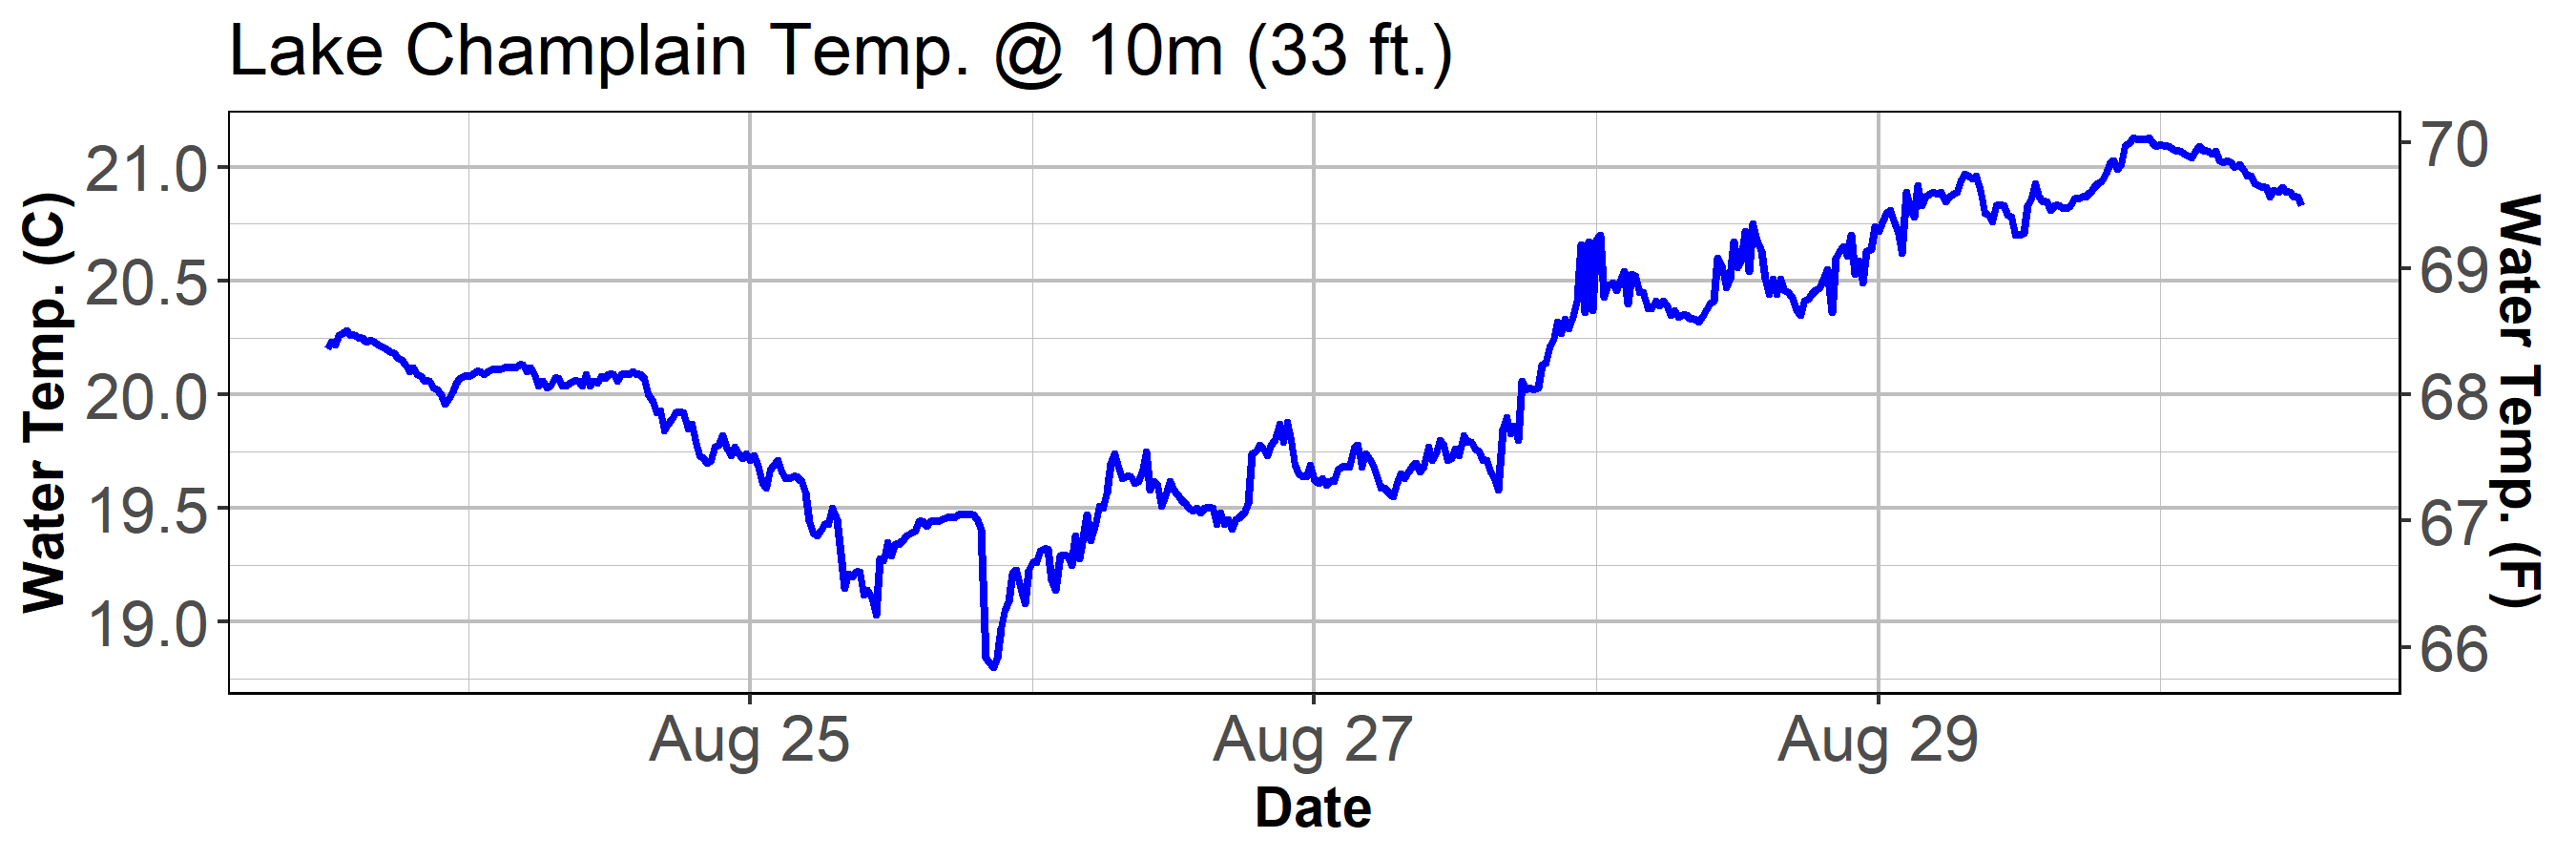 Lake Champlain Temp. @ 10m (33 ft.)
Water Temp. (C)
21.0
20.5
20.0
19.5
19.0
70
69
68
67
66
Water Temp. (F)
Aug 25
Aug 27
Aug 29
Date